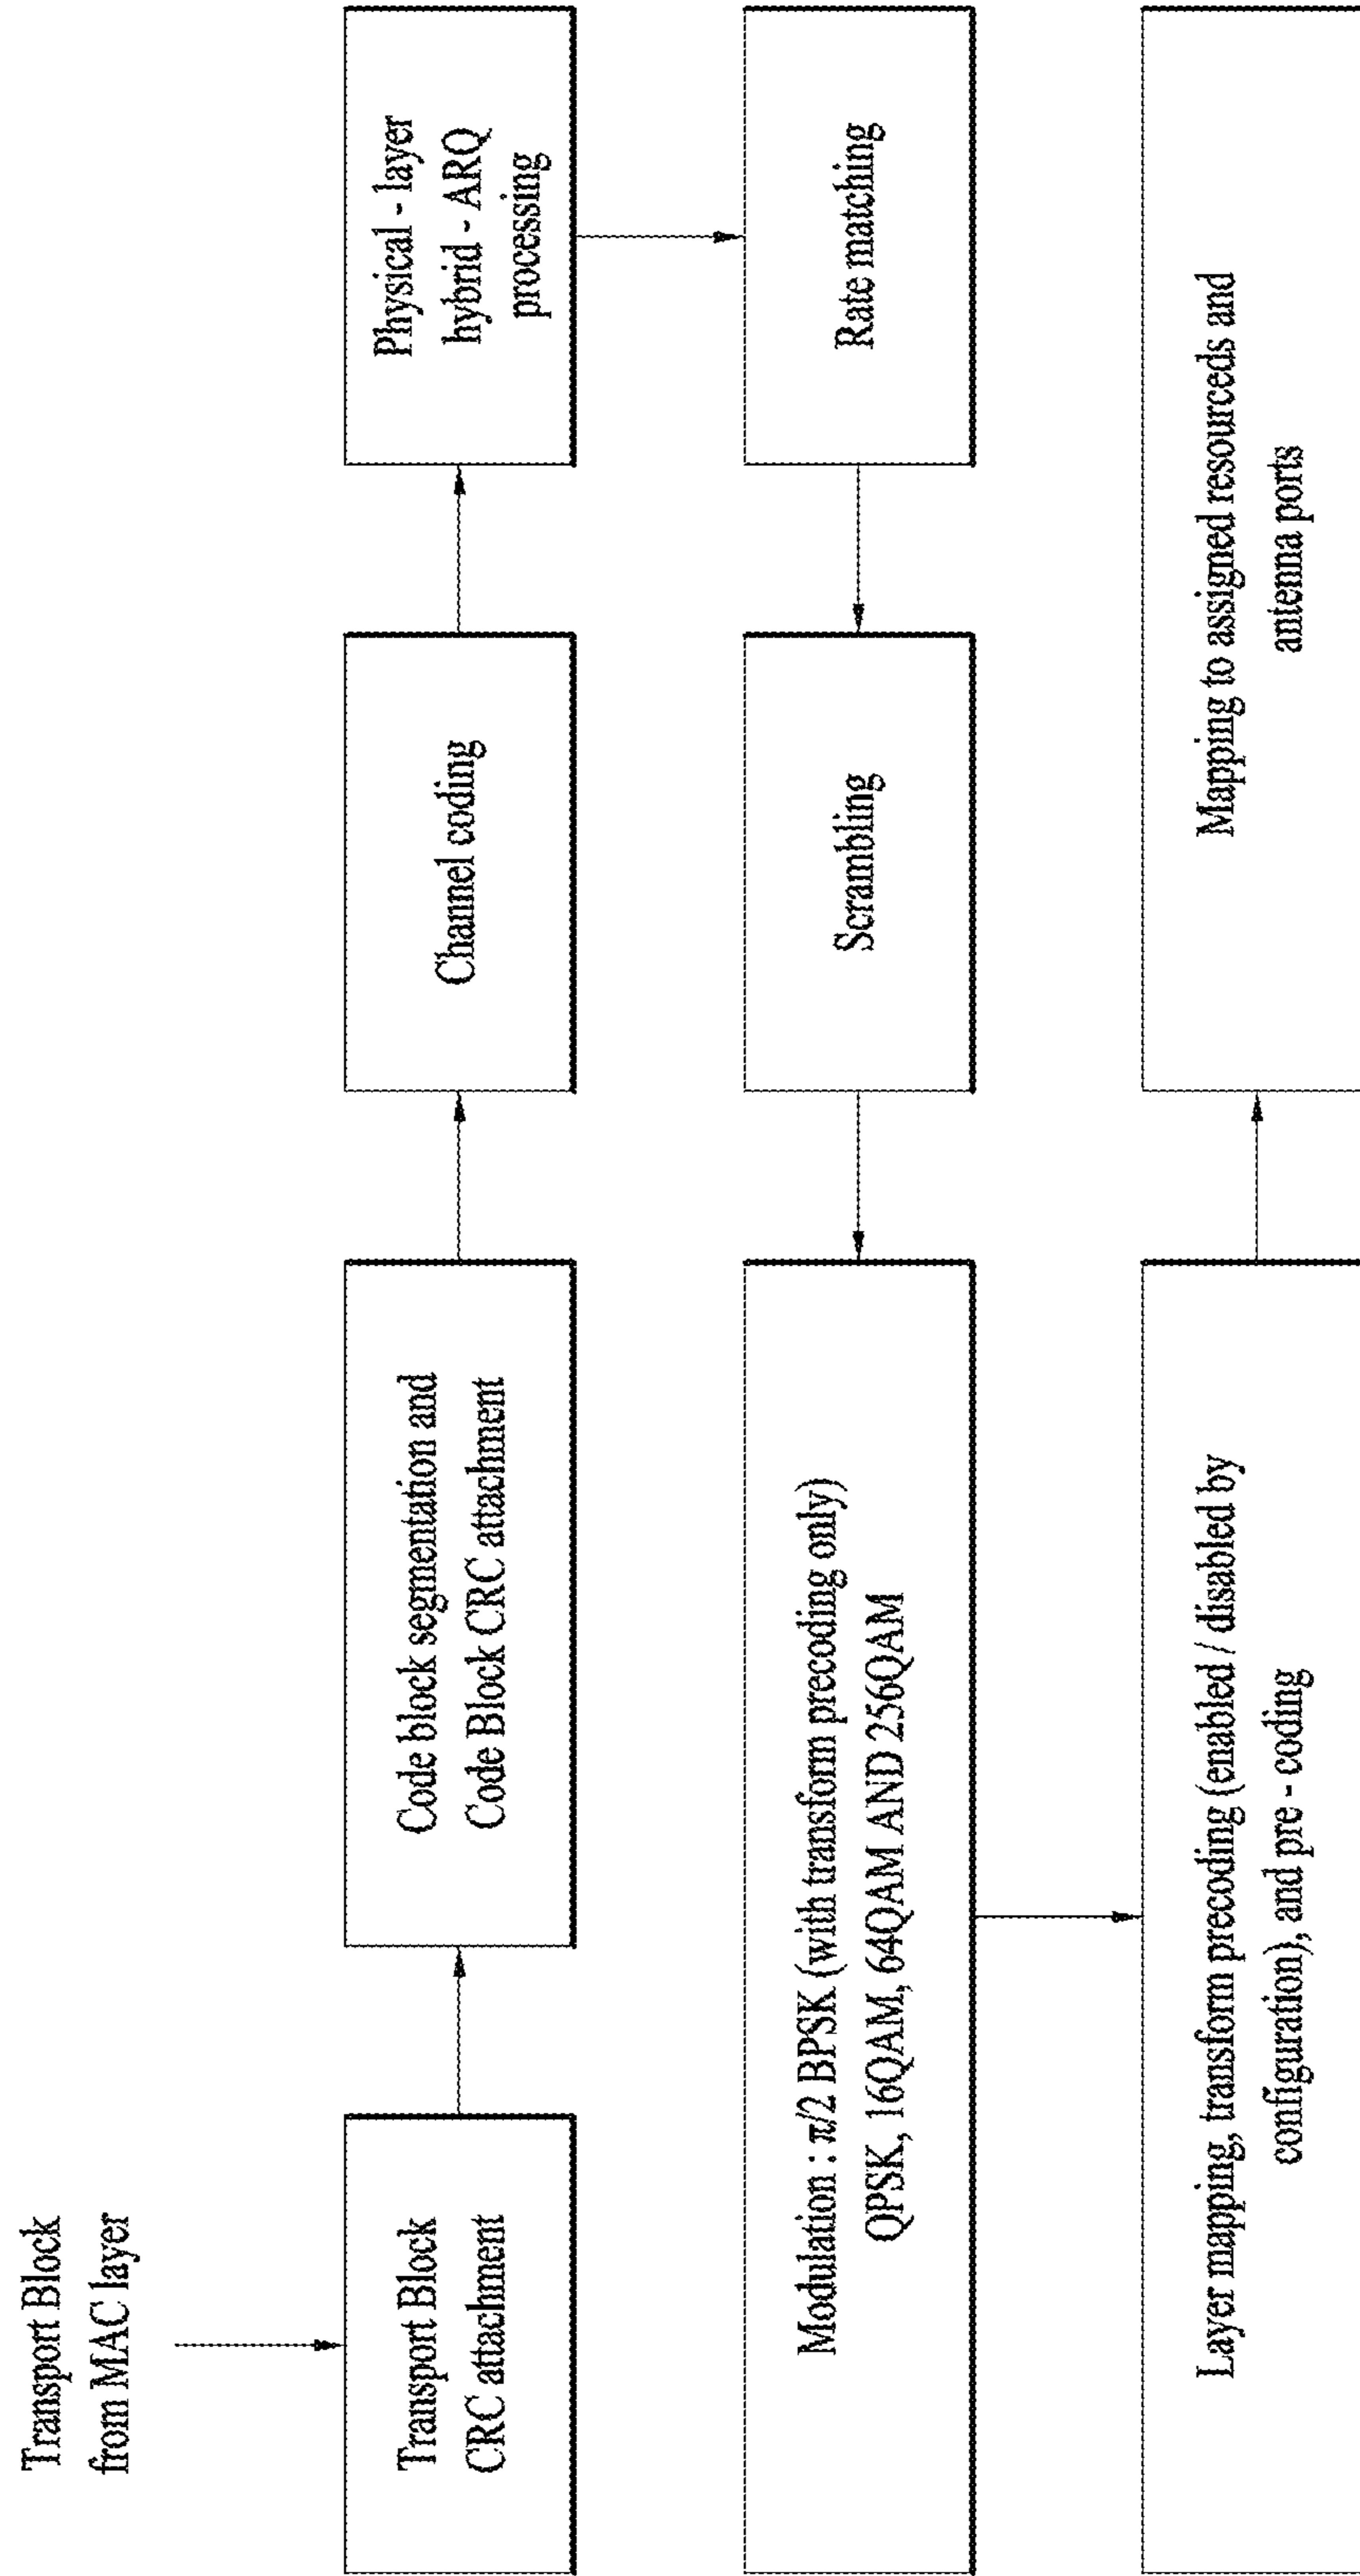 Transport Block
from MAC layer
Transport Block
CRC attachment
Code block segmentation and
Code Block CRC attachment
Channel coding
Physical - layer
hybrid - ARQ
processing
Rate matching
Scrambling
Modulation : π/2 BPSK (with transform precoding only)
QPSK, 16QAM, 64QAM AND 256QAM
Layer mapping, transform precoding (enabled / disabled by
configuration), and pre - coding
Mapping to assigned resourceds and
antenna ports